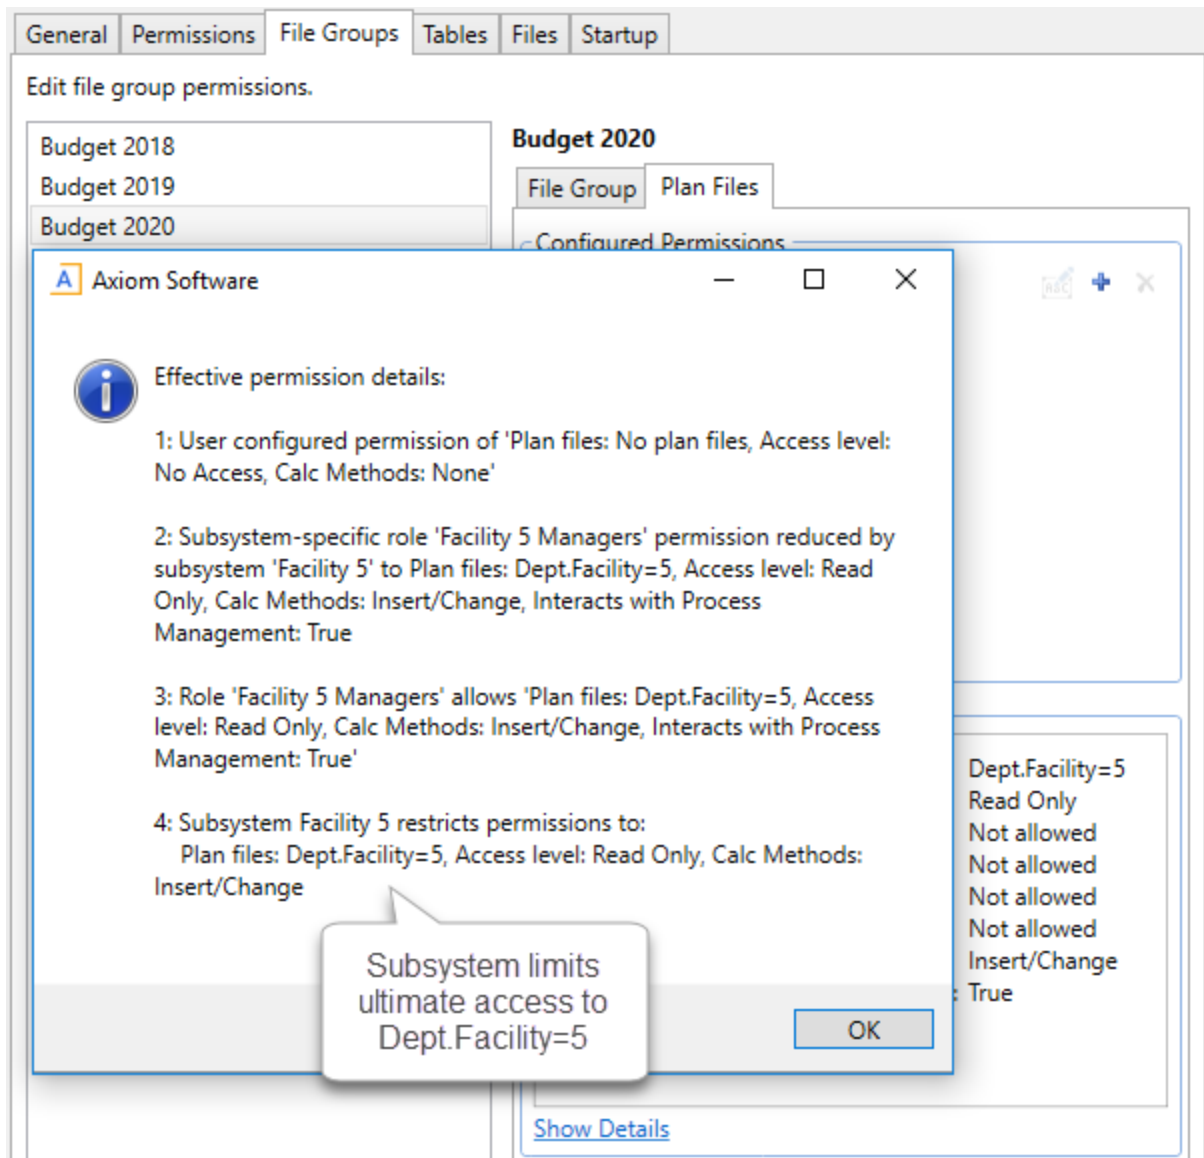 General Permissions File Groups Tables Files Startup
Edit file group permissions.
Budget 2018
Budget 2019
Budget 2020
Budget 2020
File Group Plan Files
Configured Permissions
A Axiom Software
Effective permission details:
1: User configured permission of 'Plan files: No plan files, Access level:
No Access, Calc Methods: None'
2: Subsystem-specific role 'Facility 5 Managers' permission reduced by
subsystem 'Facility 5' to Plan files: Dept.Facility=5, Access level: Read
Only, Calc Methods: Insert/Change, Interacts with Process
Management: True
3: Role 'Facility 5 Managers' allows 'Plan files: Dept.Facility=5, Access
level: Read Only, Calc Methods: Insert/Change, Interacts with Process
Management: True'
4: Subsystem Facility 5 restricts permissions to:
Plan files: Dept.Facility=5, Access level: Read Only, Calc Methods:
Insert/Change
Subsystem limits
ultimate access to
Dept.Facility=5
OK
Dept.Facility=5
Read Only
Not allowed
Not allowed
Not allowed
Not allowed
Insert/Change
: True
Show Details